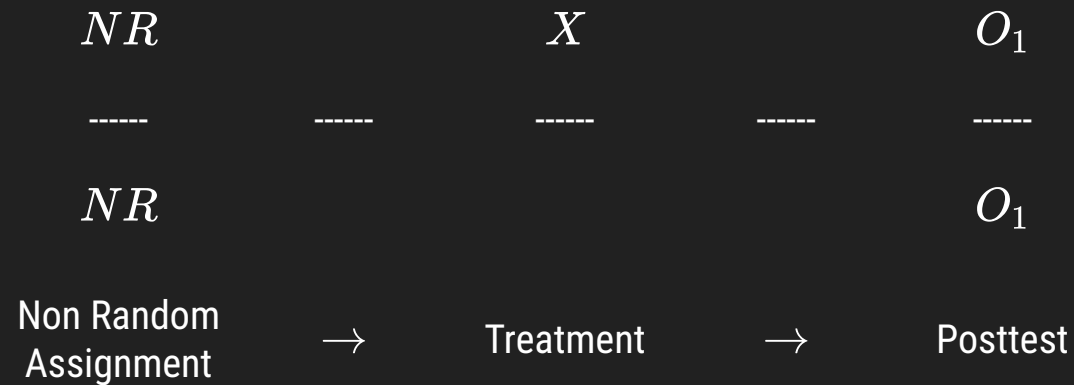 NR X O₁
------ ------ ------ ------ ------
NR O₁
Non Random
Assignment → Treatment → Posttest